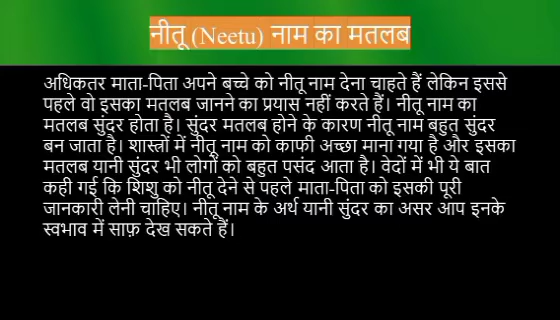 नीतू (Neetu) नाम का मतलब
अधिकतर माता-पिता अपने बच्चे को नीतू नाम देना चाहते हैं लेकिन इससे
पहले वो इसका मतलब जानने का प्रयास नहीं करते हैं। नीतू नाम का
मतलब सुंदर होता है। सुंदर मतलब होने के कारण नीतू नाम बहुत सुंदर
बन जाता है। शास्त्रों में नीतू नाम को काफी अच्छा माना गया है और इसका
मतलब यानी सुंदर भी लोगों को बहुत पसंद आता है। वेदों में भी ये बात
कही गई कि शिशु को नीतू देने से पहले माता-पिता को इसकी पूरी
जानकारी लेनी चाहिए। नीतू नाम के अर्थ यानी सुंदर का असर आप इनके
स्वभाव में साफ़ देख सकते हैं।